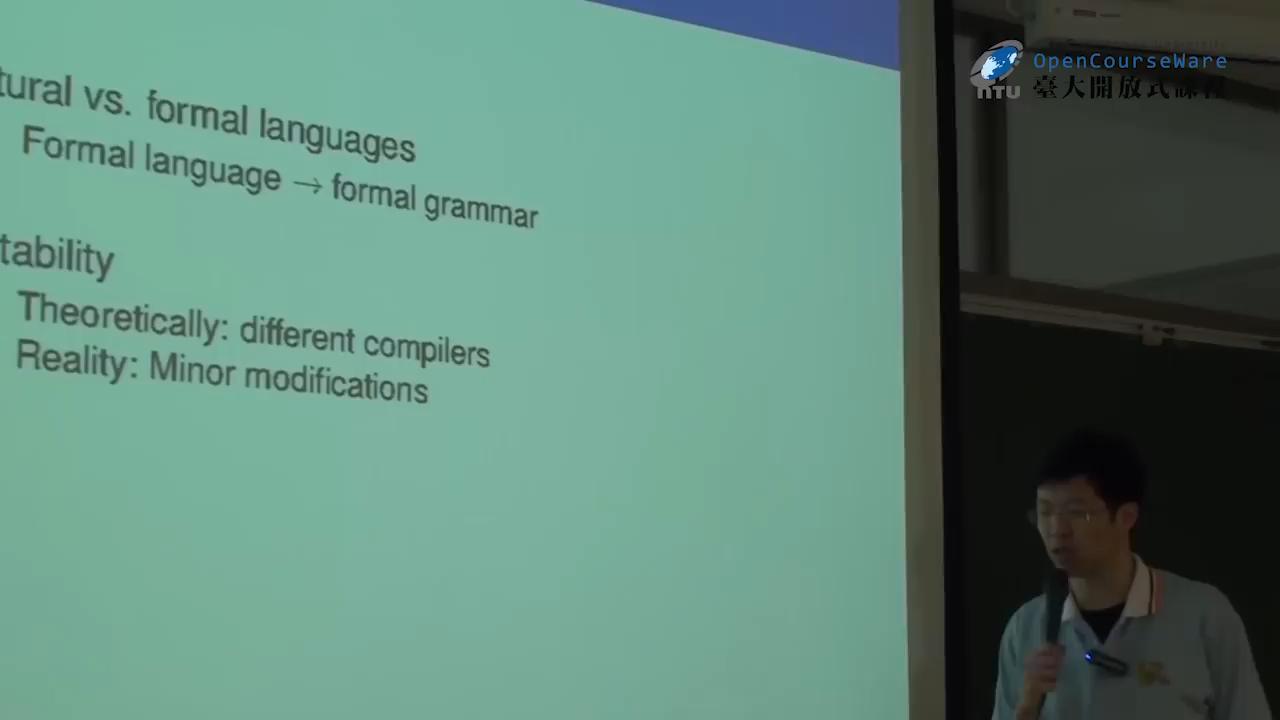 tural vs. formal languages
Formal language → formal grammar
tability
Theoretically: different compilers
Reality: Minor modifications
OpenCourseWare
NTU 臺大開放式課程